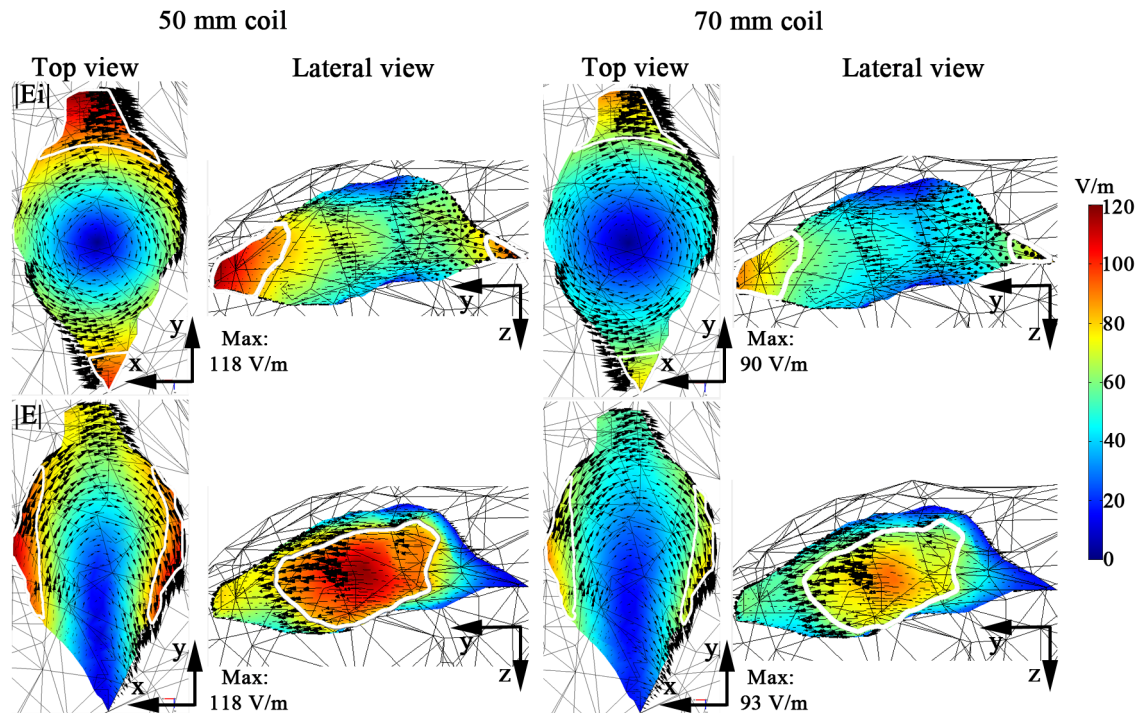 50 mm coil
70 mm coil
Top view
Lateral view
Top view
Lateral view
|Ei|
y
x
y
z
Max:
118 V/m
y
x
y
z
Max:
90 V/m
V/m
120
100
80
60
40
20
0
|E|
y
x
y
z
Max:
118 V/m
y
x
y
z
Max:
93 V/m